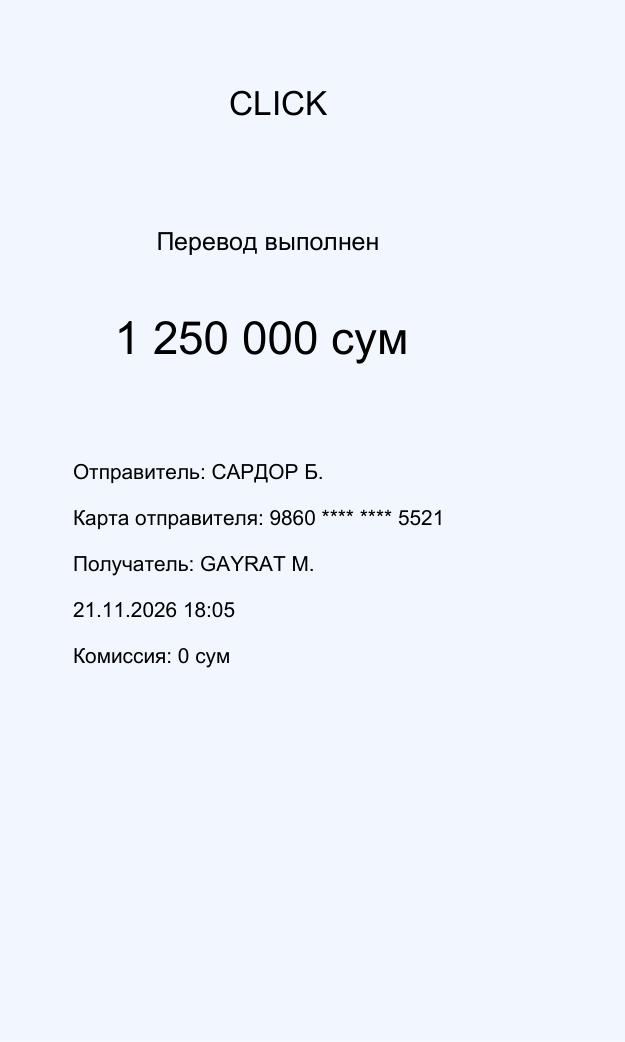 CLICK
Перевод выполнен
1 250 000 сум
Отправитель: САРДОР Б.
Карта отправителя: 9860 **** **** 5521
Получатель: GAYRAT M.
21.11.2026 18:05
Комиссия: 0 сум